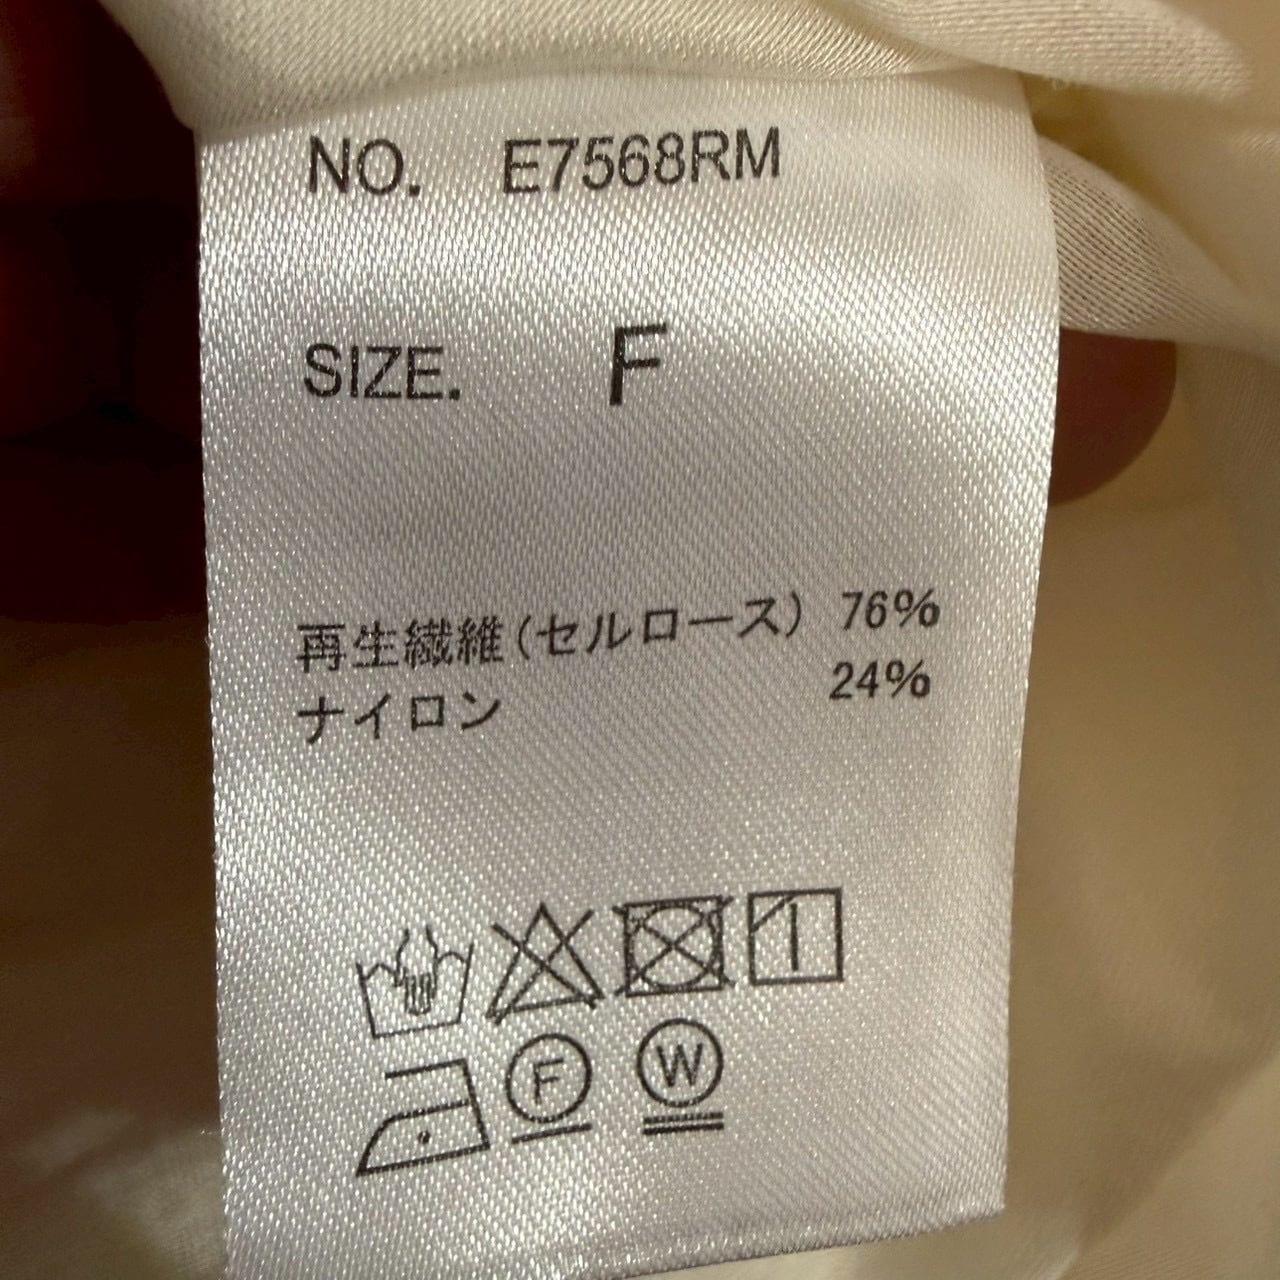 NO. E7568RM
SIZE. F
再生繊維(セルロース) 76%
ナイロン 24%
F W